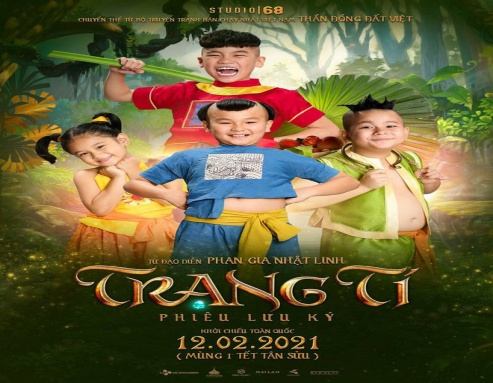 STUDIO|68
CHUYỂN THỂ TỪ BỘ TRUYỆN TRANH BÁN CHẠY NHẤT VIỆT NAM: THẦN ĐỒNG ĐẤT VIỆT
TỪ ĐẠO DIỄN PHAN GIA NHẬT LINH
TRẠNG TÍ
PHIÊU LƯU KÝ
KHỞI CHIẾU TOÀN QUỐC
12.02.2021
( MÙNG 1 TẾT TÂN SỬU )